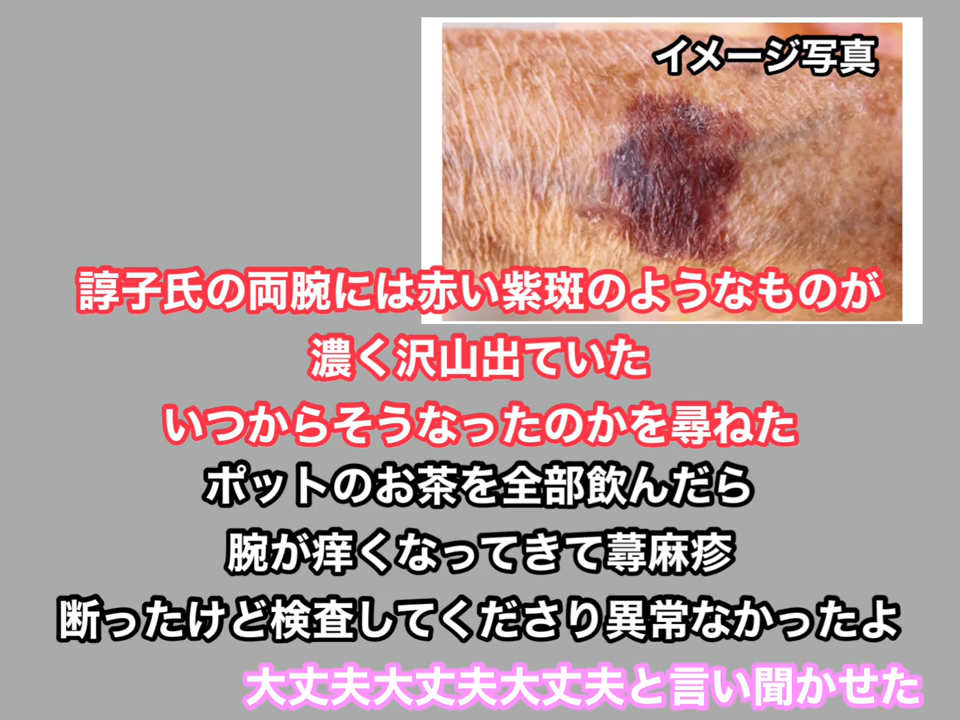 イメージ写真
諄子氏の両腕には赤い紫斑のようなものが
濃く沢山出ていた
いつからそうなったのかを尋ねた
ポットのお茶を全部飲んだら
腕が痒くなってきて蕁麻疹
断ったけど検査してくださり異常なかったよ
大丈夫大丈夫大丈夫と言い聞かせた